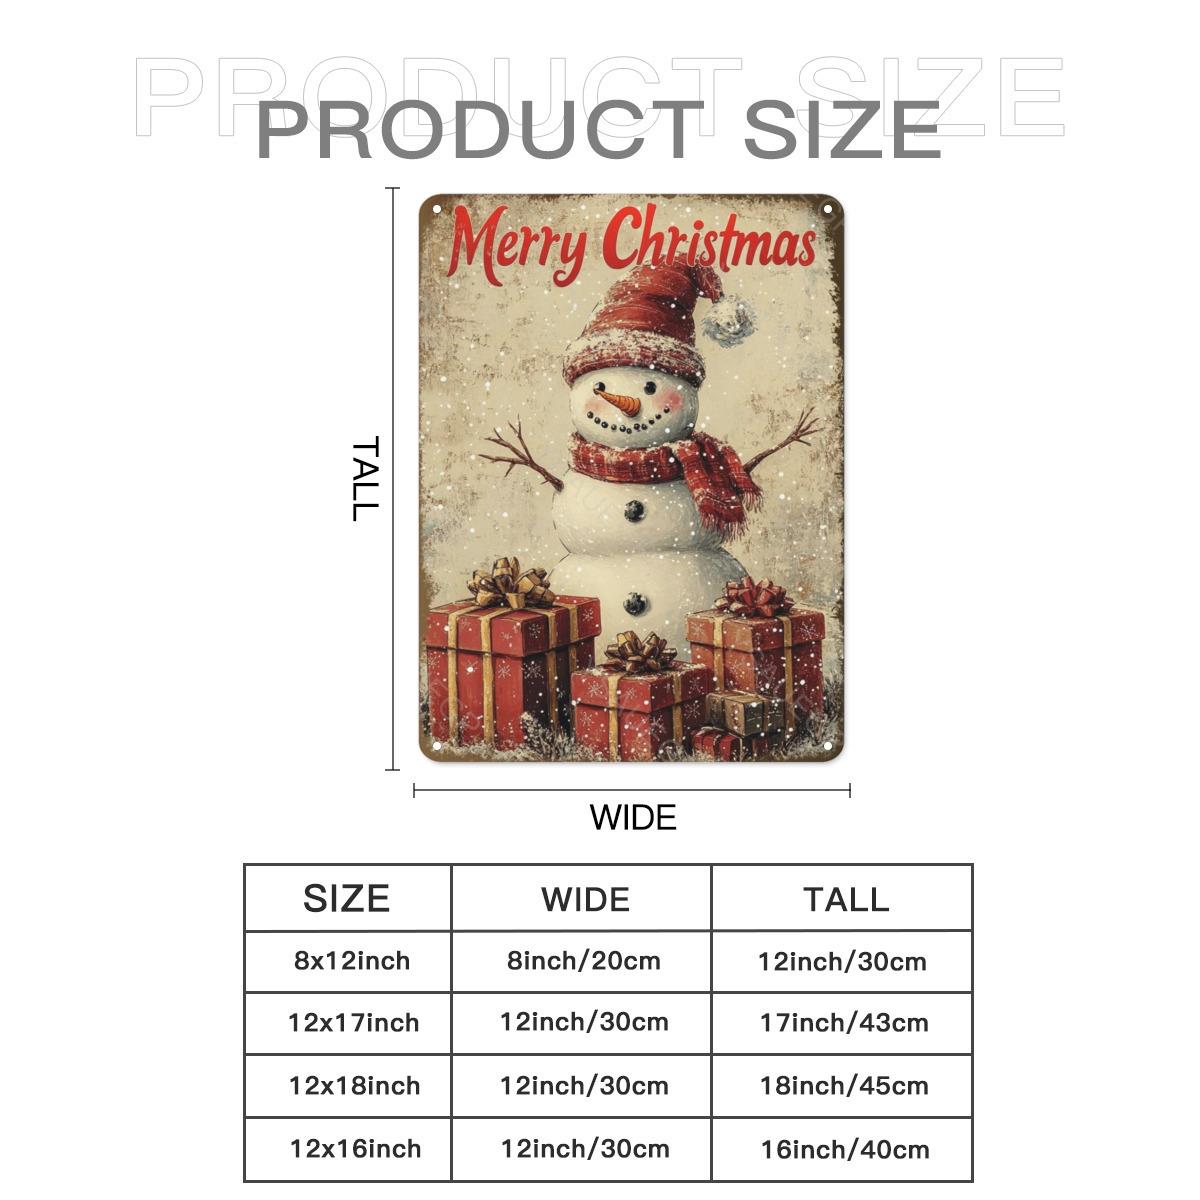 PRODUCT SIZE
PRODUCT SIZE
Merry Christmas
TALL
WIDE
SIZE WIDE TALL
8x12inch 8inch/20cm 12inch/30cm
12x17inch 12inch/30cm 17inch/43cm
12x18inch 12inch/30cm 18inch/45cm
12x16inch 12inch/30cm 16inch/40cm